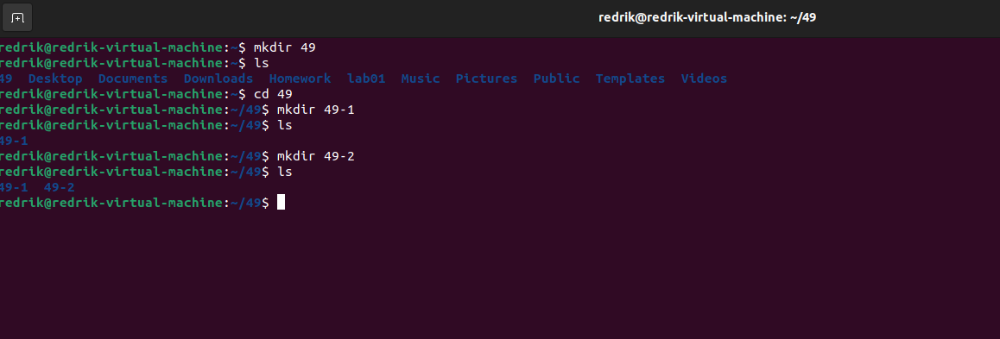 redrik@redrik-virtual-machine: ~/49
redrik@redrik-virtual-machine:~$ mkdir 49
redrik@redrik-virtual-machine:~$ ls
49  Desktop  Documents  Downloads  Homework  lab01  Music  Pictures  Public  Templates  Videos
redrik@redrik-virtual-machine:~$ cd 49
redrik@redrik-virtual-machine:~/49$ mkdir 49-1
redrik@redrik-virtual-machine:~/49$ ls
49-1
redrik@redrik-virtual-machine:~/49$ mkdir 49-2
redrik@redrik-virtual-machine:~/49$ ls
49-1  49-2
redrik@redrik-virtual-machine:~/49$